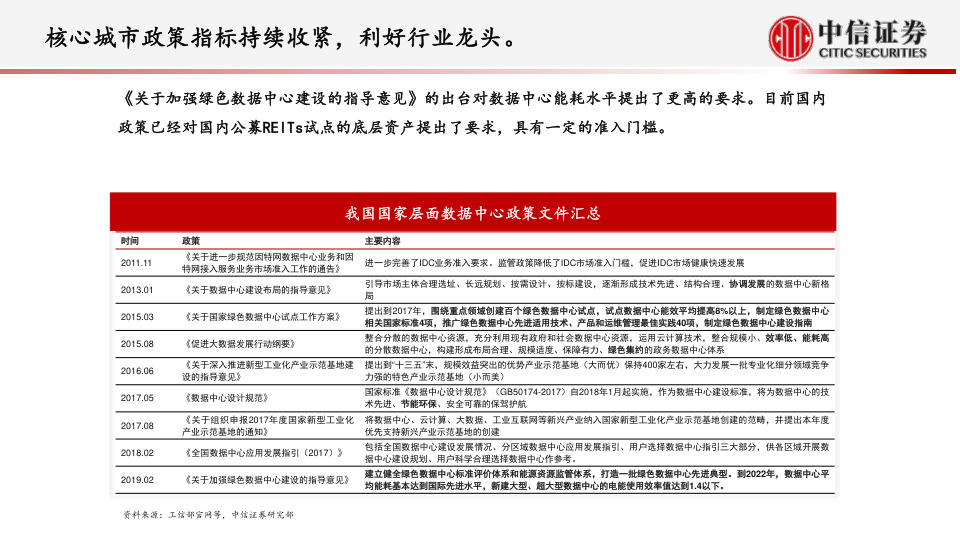 核心城市政策指标持续收紧，利好行业龙头。
中信证券
CITIC SECURITIES
《关于加强绿色数据中心建设的指导意见》的出台对数据中心能耗水平提出了更高的要求。目前国内
政策已经对国内公募REITs试点的底层资产提出了要求，具有一定的准入门槛。
我国国家层面数据中心政策文件汇总
时间 政策 主要内容
2011.11 《关于进一步规范因特网数据中心业务和因
特网接入服务业务市场准入工作的通告》 进一步完善了IDC业务准入要求。监管政策降低了IDC市场准入门槛，促进IDC市场健康快速发展
2013.01 《关于数据中心建设布局的指导意见》 引导市场主体合理选址、长远规划、按需设计、按标建设，逐渐形成技术先进、结构合理、协调发展的数据中心新格
局
2015.03 《关于国家绿色数据中心试点工作方案》 提出到2017年，围绕重点领域创建百个绿色数据中心试点，试点数据中心能效平均提高8%以上，制定绿色数据中心
相关国家标准4项，推广绿色数据中心先进适用技术、产品和运维管理最佳实践40项，制定绿色数据中心建设指南
2015.08 《促进大数据发展行动纲要》 整合分散的数据中心资源，充分利用现有政府和社会数据中心资源，运用云计算技术，整合规模小、效率低、能耗高
的分散数据中心，构建形成布局合理、规模适度、保障有力、绿色集约的政务数据中心体系
2016.06 《关于深入推进新型工业化产业示范基地建
设的指导意见》 提出到“十三五”末，规模效益突出的优势产业示范基地（大而优）保持400家左右，大力发展一批专业化细分领域竞争
力强的特色产业示范基地（小而美）
2017.05 《数据中心设计规范》 国家标准《数据中心设计规范》（GB50174-2017）自2018年1月起实施，作为数据中心建设标准，将为数据中心的技
术先进、节能环保、安全可靠的保驾护航
2017.08 《关于组织申报2017年度国家新型工业化
产业示范基地的通知》 将数据中心、云计算、大数据、工业互联网等新兴产业纳入国家新型工业化产业示范基地创建的范畴，并提出本年度
优先支持新兴产业示范基地的创建
2018.02 《全国数据中心应用发展指引（2017）》 包括全国数据中心建设发展情况、分区域数据中心应用发展指引、用户选择数据中心指引三大部分，供各区域开展数
据中心建设规划、用户科学合理选择数据中心作参考。
2019.02 《关于加强绿色数据中心建设的指导意见》 建立健全绿色数据中心标准评价体系和能源资源监管体系，打造一批绿色数据中心先进典型。到2022年，数据中心平
均能耗基本达到国际先进水平，新建大型、超大型数据中心的电能使用效率值达到1.4以下。
资料来源：工信部官网等，中信证券研究部